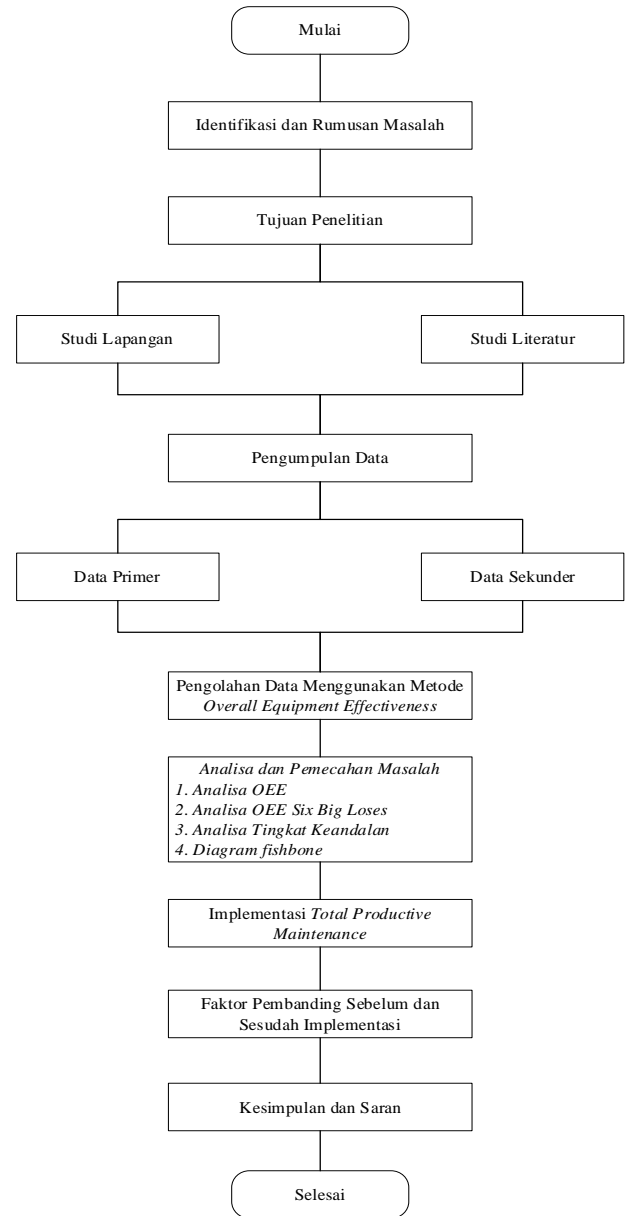 Mulai
Identifikasi dan Rumusan Masalah
Tujuan Penelitian
Studi Lapangan
Studi Literatur
Pengumpulan Data
Data Primer
Data Sekunder
Pengolahan Data Menggunakan Metode
Overall Equipment Effectiveness
Analisa dan Pemecahan Masalah
1. Analisa OEE
2. Analisa OEE Six Big Loses
3. Analisa Tingkat Keandalan
4. Diagram fishbone
Implementasi Total Productive
Maintenance
Faktor Pembanding Sebelum dan
Sesudah Implementasi
Kesimpulan dan Saran
Selesai